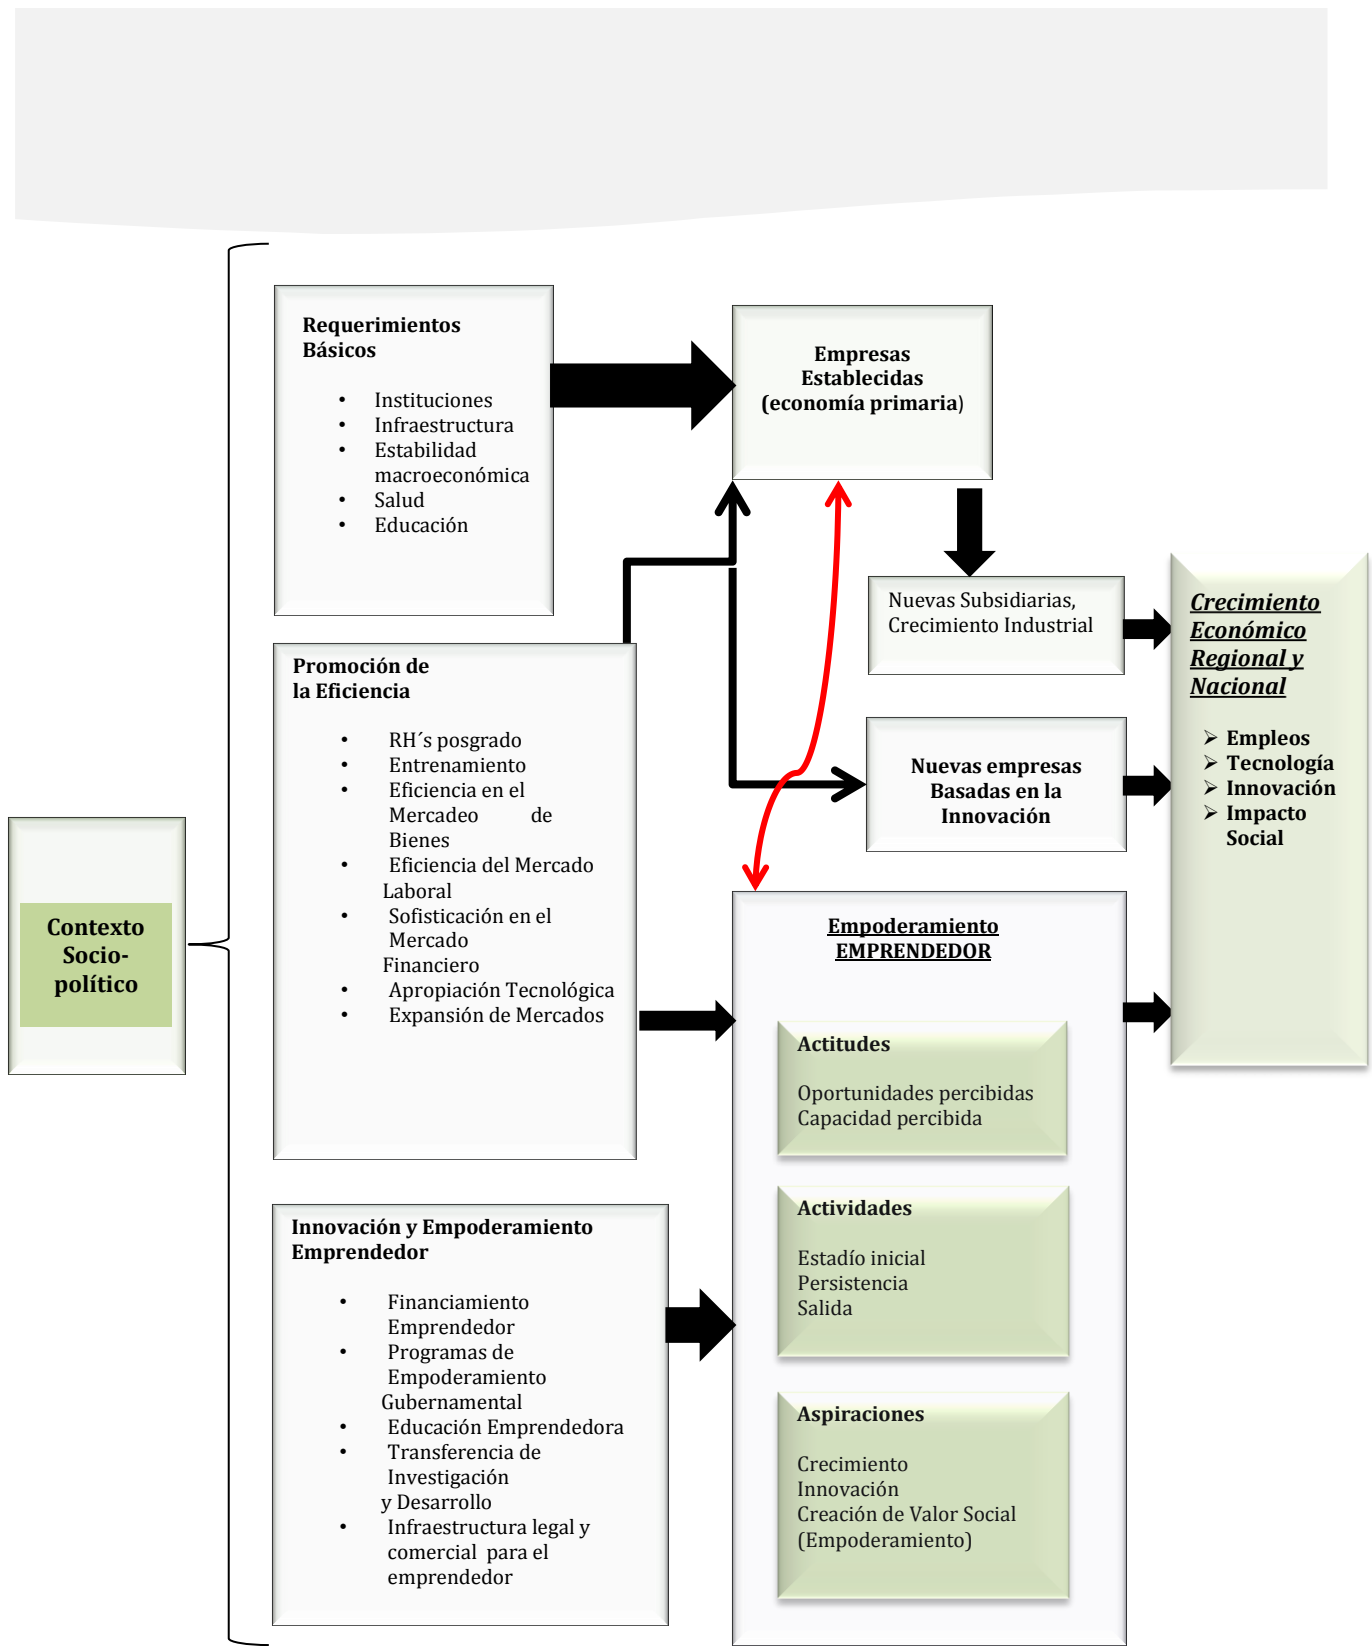 Requerimientos
Básicos
• Instituciones
• Infraestructura
• Estabilidad
macroeconómica
• Salud
• Educación
Empresas
Establecidas
(economía primaria)
Nuevas Subsidiarias,
Crecimiento Industrial
Crecimiento
Económico
Regional y
Nacional
➢ Empleos
➢ Tecnología
➢ Innovación
➢ Impacto
Social
Promoción de
la Eficiencia
• RH´s posgrado
• Entrenamiento
• Eficiencia en el
Mercadeo de
Bienes
• Eficiencia del Mercado
Laboral
• Sofisticación en el
Mercado
Financiero
• Apropiación Tecnológica
• Expansión de Mercados
Nuevas empresas
Basadas en la
Innovación
Contexto
Socio-
político
Empoderamiento
EMPRENDEDOR
Actitudes
Oportunidades percibidas
Capacidad percibida
Actividades
Estadío inicial
Persistencia
Salida
Aspiraciones
Crecimiento
Innovación
Creación de Valor Social
(Empoderamiento)
Innovación y Empoderamiento
Emprendedor
• Financiamiento
Emprendedor
• Programas de
Empoderamiento
Gubernamental
• Educación Emprendedora
• Transferencia de
Investigación
y Desarrollo
• Infraestructura legal y
comercial para el
emprendedor